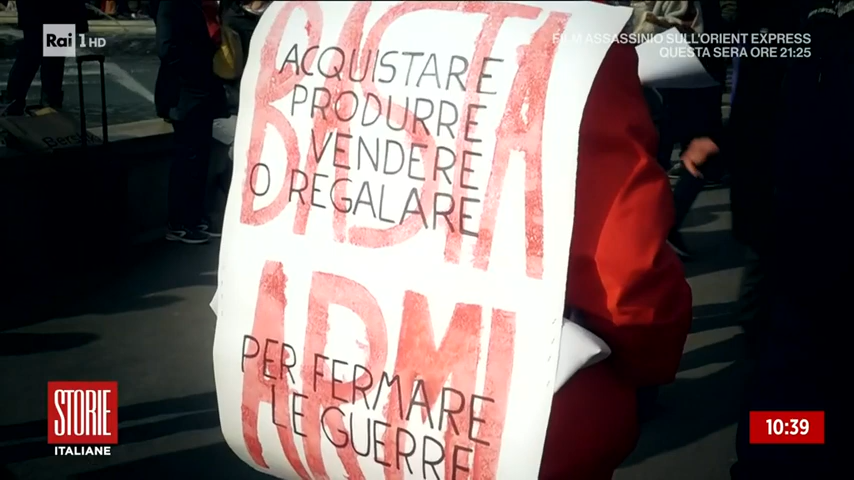 Rai 1 HD
FILM ASSASSINIO SULL'ORIENT EXPRESS
QUESTA SERA ORE 21:25
BASTA
ACQUISTARE
PRODURRE
VENDERE
O REGALARE
ARMI
PER FERMARE
LE GUERRE
STORIE
ITALIANE
10:39